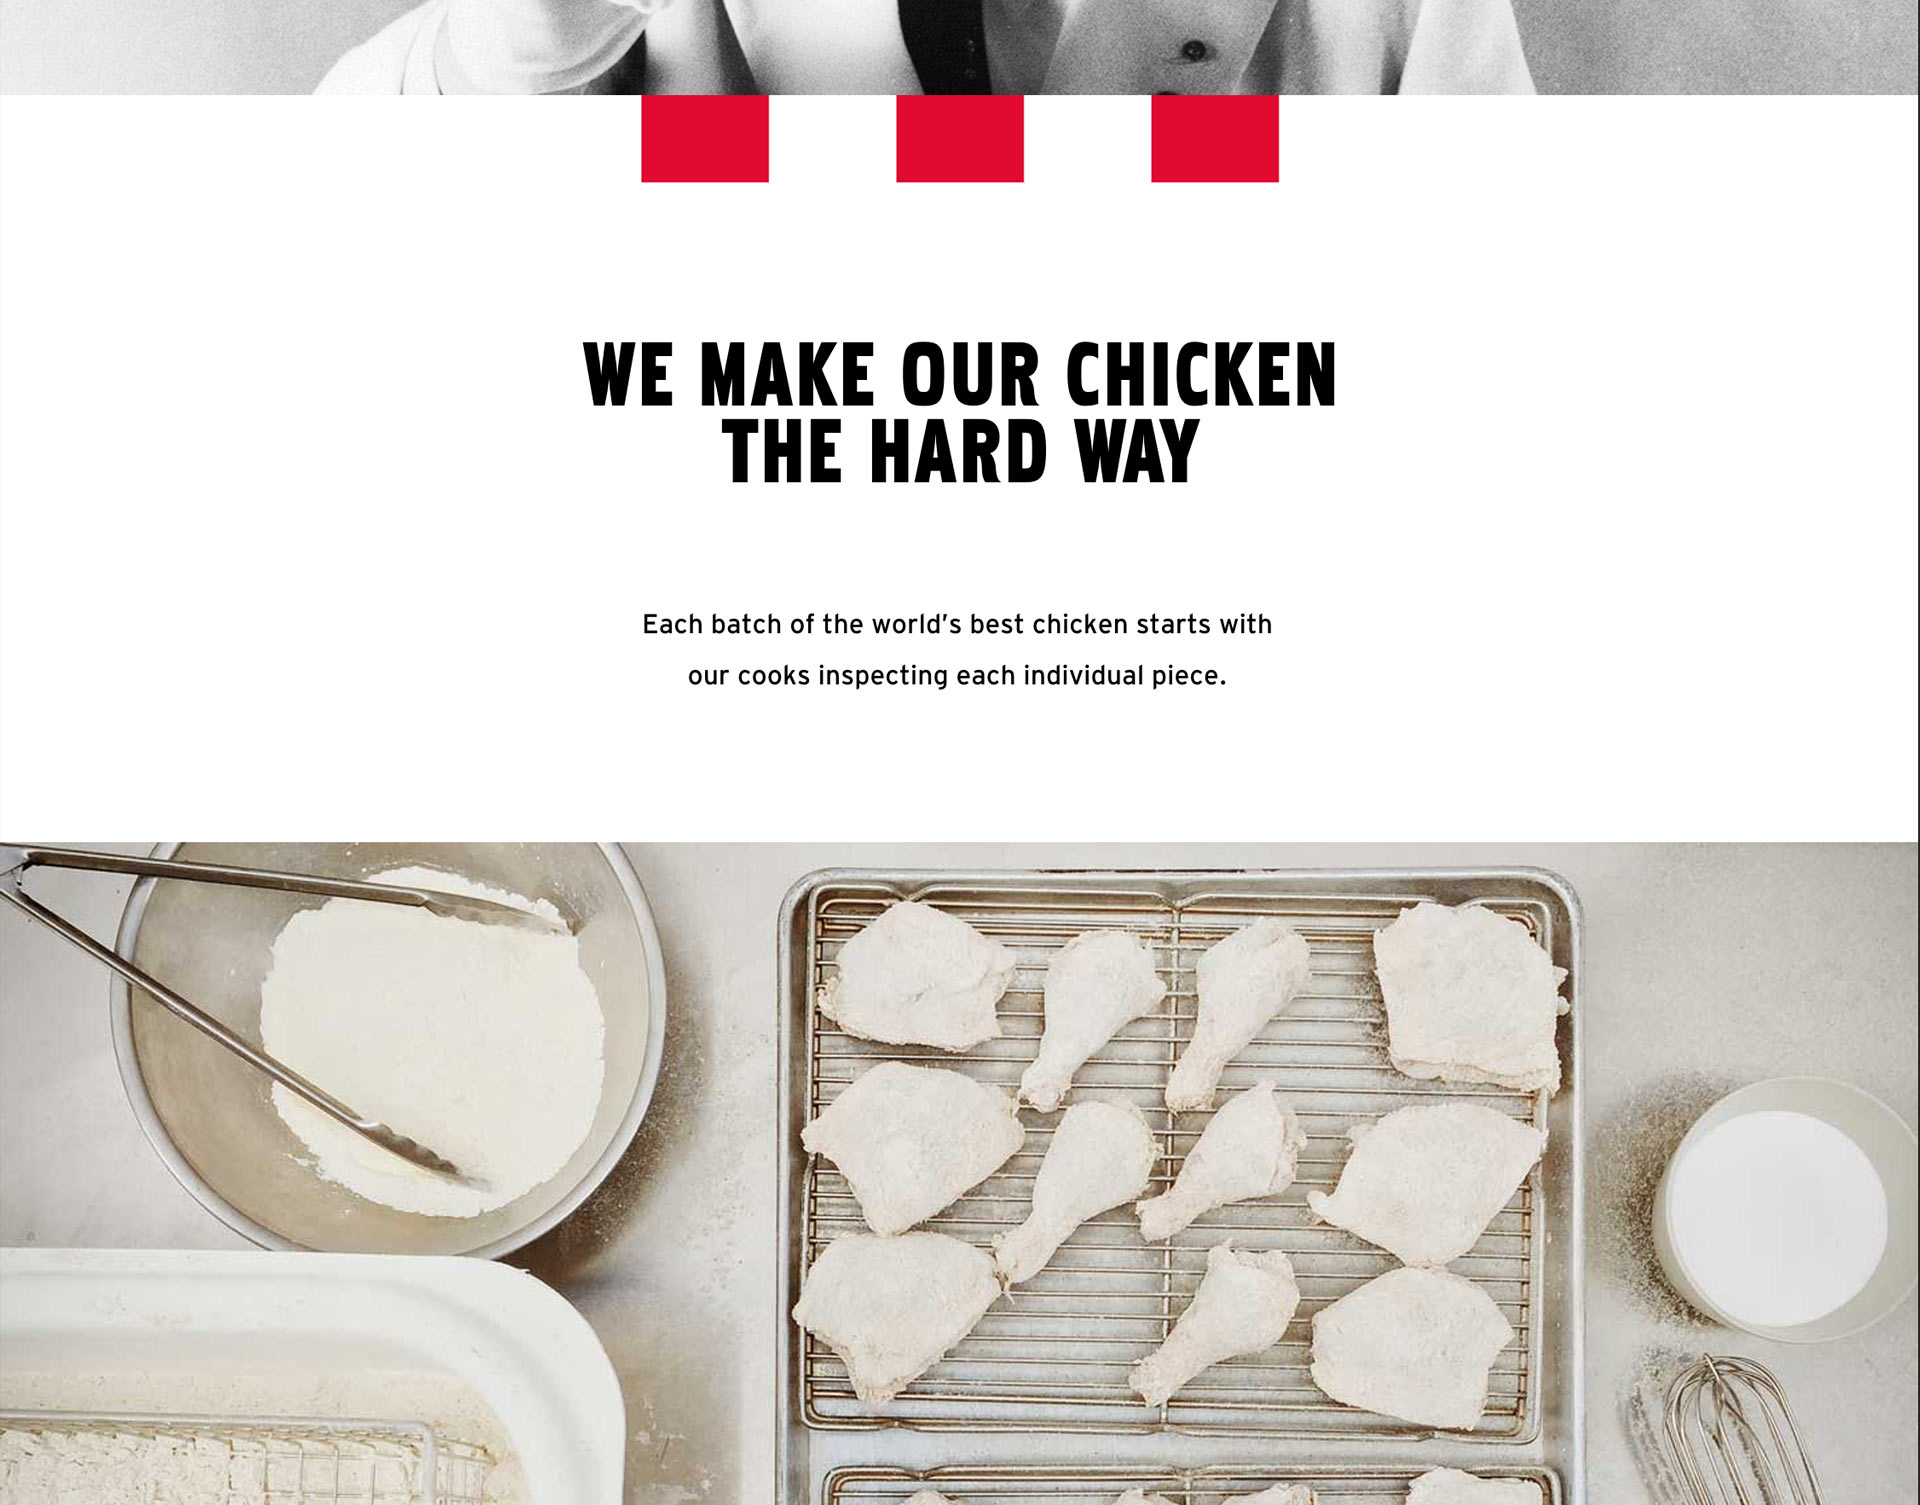 WE MAKE OUR CHICKEN
THE HARD WAY
Each batch of the world’s best chicken starts with
our cooks inspecting each individual piece.